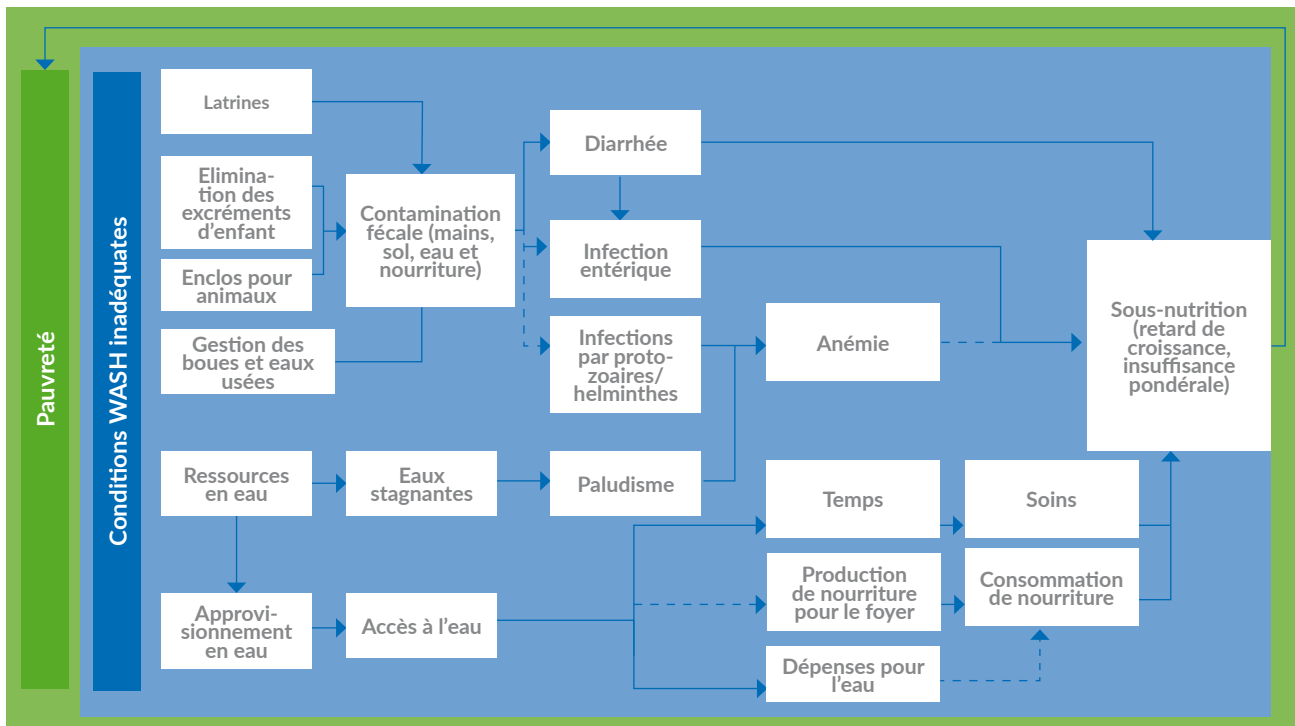 Pauvreté
Conditions WASH inadéquates
Latrines
Elimina-
tion des
excréments
d'enfant
Enclos pour
animaux
Gestion des
boues et eaux
usées
Contamination
fécale (mains,
sol, eau et
nourriture)
Diarrhée
Infection
entérique
Infections
par proto-
zoaires/
helminthes
Anémie
Sous-nutrition
(retard de
croissance,
insuffisance
pondérale)
Ressources
en eau
Eaux
stagnantes
Paludisme
Temps
Soins
Approvi-
sionnement
en eau
Accès à l'eau
Production
de nourriture
pour le foyer
Consommation
de nourriture
Dépenses pour
l'eau